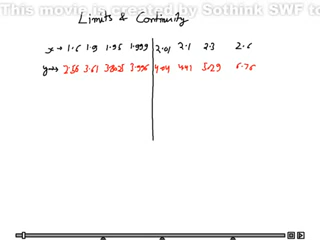 This movie is created by Sothink SWF to
Limits & Continuity
x→ 1.6 1.9 1.95 1.999 2.01 2.1 2.3 2.6
y→ 2.56 3.61 3.8025 3.996 4.04 4.41 5.29 6.76